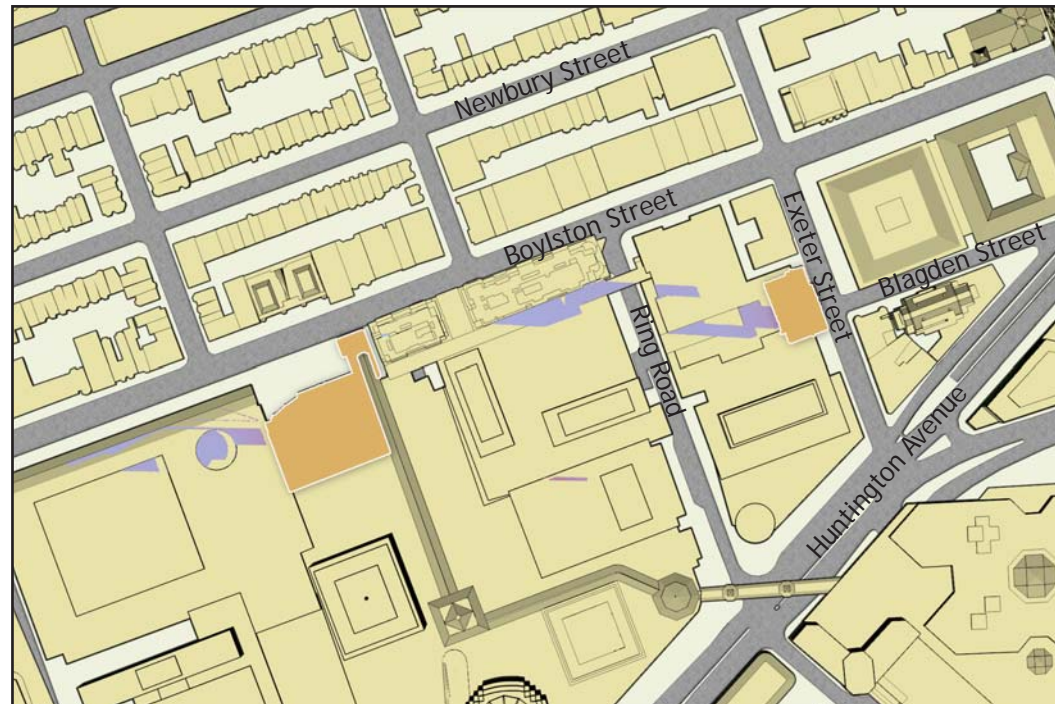 Newbury Street
Boylston Street
Exeter Street
Blagden Street
Ring Road
Huntington Avenue